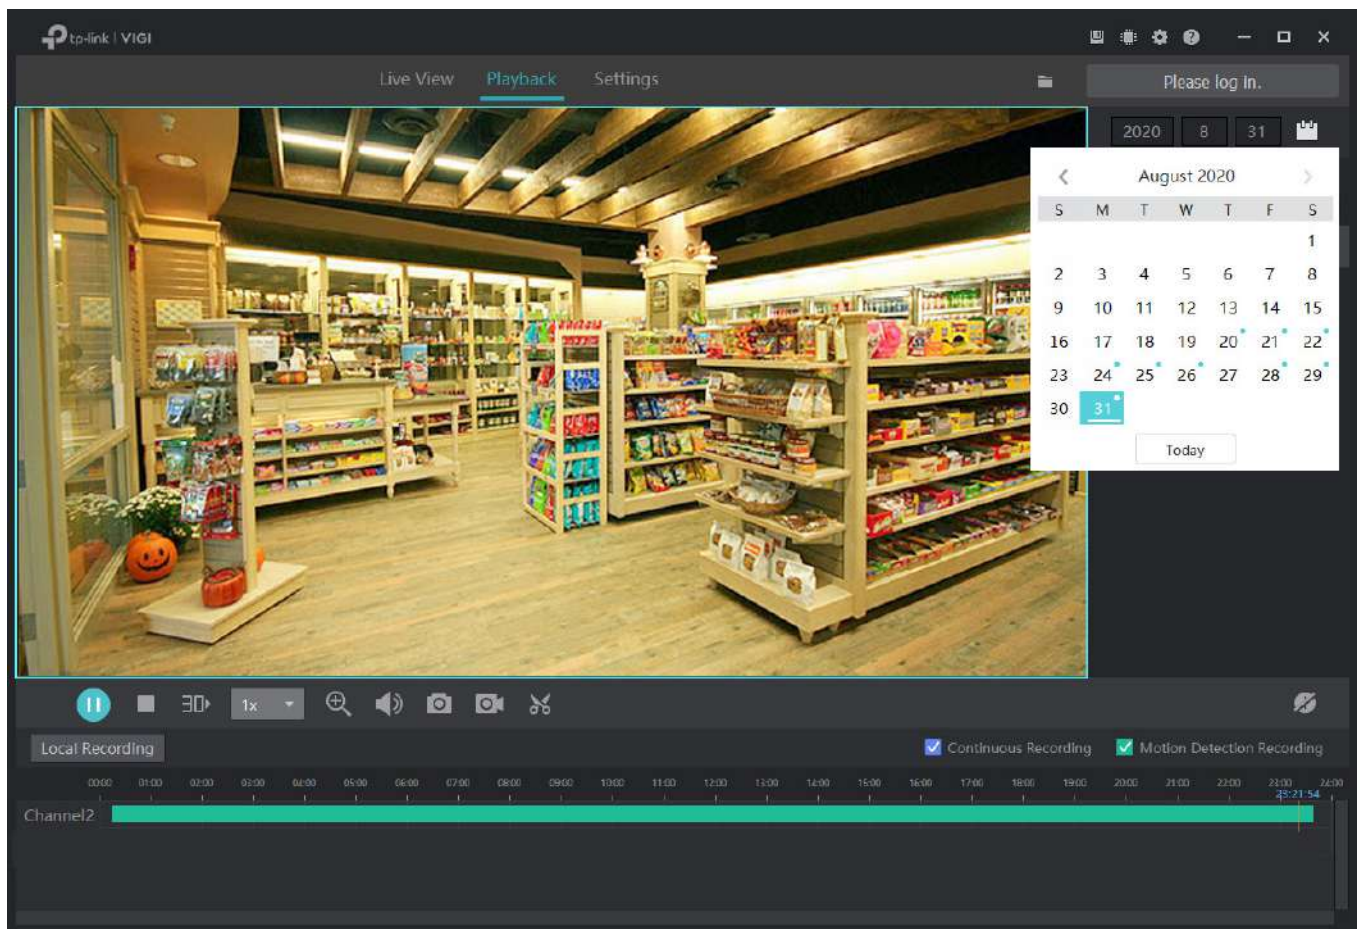 tp-link | VIGI
Live View Playback Settings
Please log in.
2020 8 31
August 2020
S M T W T F S
1
2 3 4 5 6 7 8
9 10 11 12 13 14 15
16 17 18 19 20 21 22
23 24 25 26 27 28 29
30 31
Today
3D
1x
Local Recording
Continuous Recording
Motion Detection Recording
00:00 01:00 02:00 03:00 04:00 05:00 06:00 07:00 08:00 09:00 10:00 11:00 12:00 13:00 14:00 15:00 16:00 17:00 18:00 19:00 20:00 21:00 22:00 23:00 24:00
23:21:54
Channel2